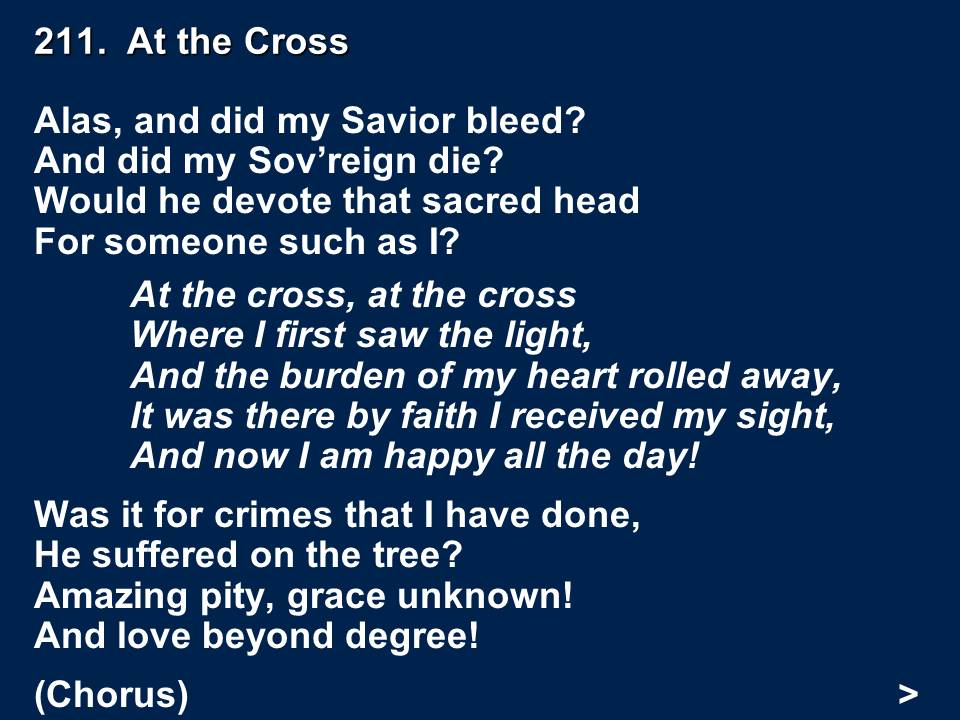 211.  At the Cross
Alas, and did my Savior bleed?
And did my Sov’reign die?
Would he devote that sacred head
For someone such as I?
At the cross, at the cross
Where I first saw the light,
And the burden of my heart rolled away,
It was there by faith I received my sight,
And now I am happy all the day!
Was it for crimes that I have done,
He suffered on the tree?
Amazing pity, grace unknown!
And love beyond degree!
(Chorus) >